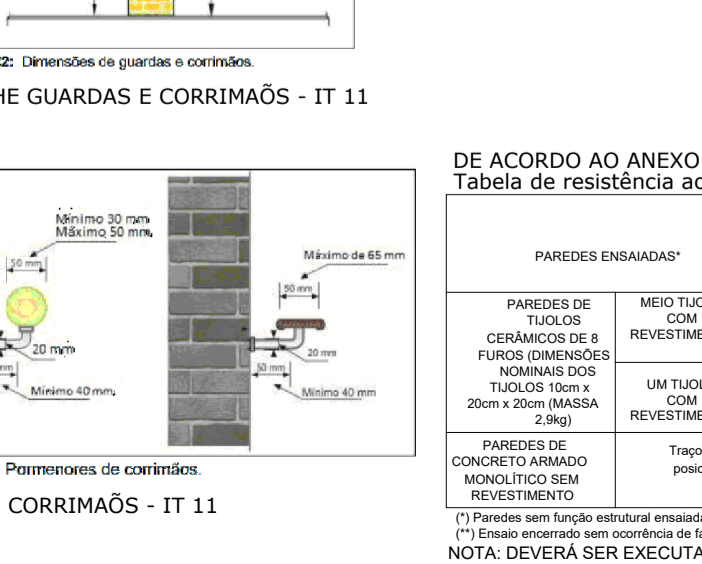 2: Dimensões de guardas e corrimãos.
HE GUARDAS E CORRIMAÕS - IT 11
Mínimo 30 mm
Máximo 50 mm
50 mm
20 mm
mm
Mínimo 40 mm
Máximo de 65 mm
50 mm
20 mm
50 mm
Mínimo 40 mm
Pormenores de corrimãos.
CORRIMAÕS - IT 11
DE ACORDO AO ANEXO
Tabela de resistência ao
PAREDES ENSAIADAS*
PAREDES DE
TIJOLOS
CERÂMICOS DE 8
FUROS (DIMENSÕES
NOMINAIS DOS
TIJOLOS 10cm x
20cm x 20cm (MASSA
2,9kg)
MEIO TIJO
COM
REVESTIME
UM TIJOL
COM
REVESTIME
PAREDES DE
CONCRETO ARMADO
MONOLÍTICO SEM
REVESTIMENTO
Traço
posic
(*) Paredes sem função estrutural ensaiada
(**) Ensaio encerrado sem ocorrência de fa
NOTA: DEVERÁ SER EXECUTA